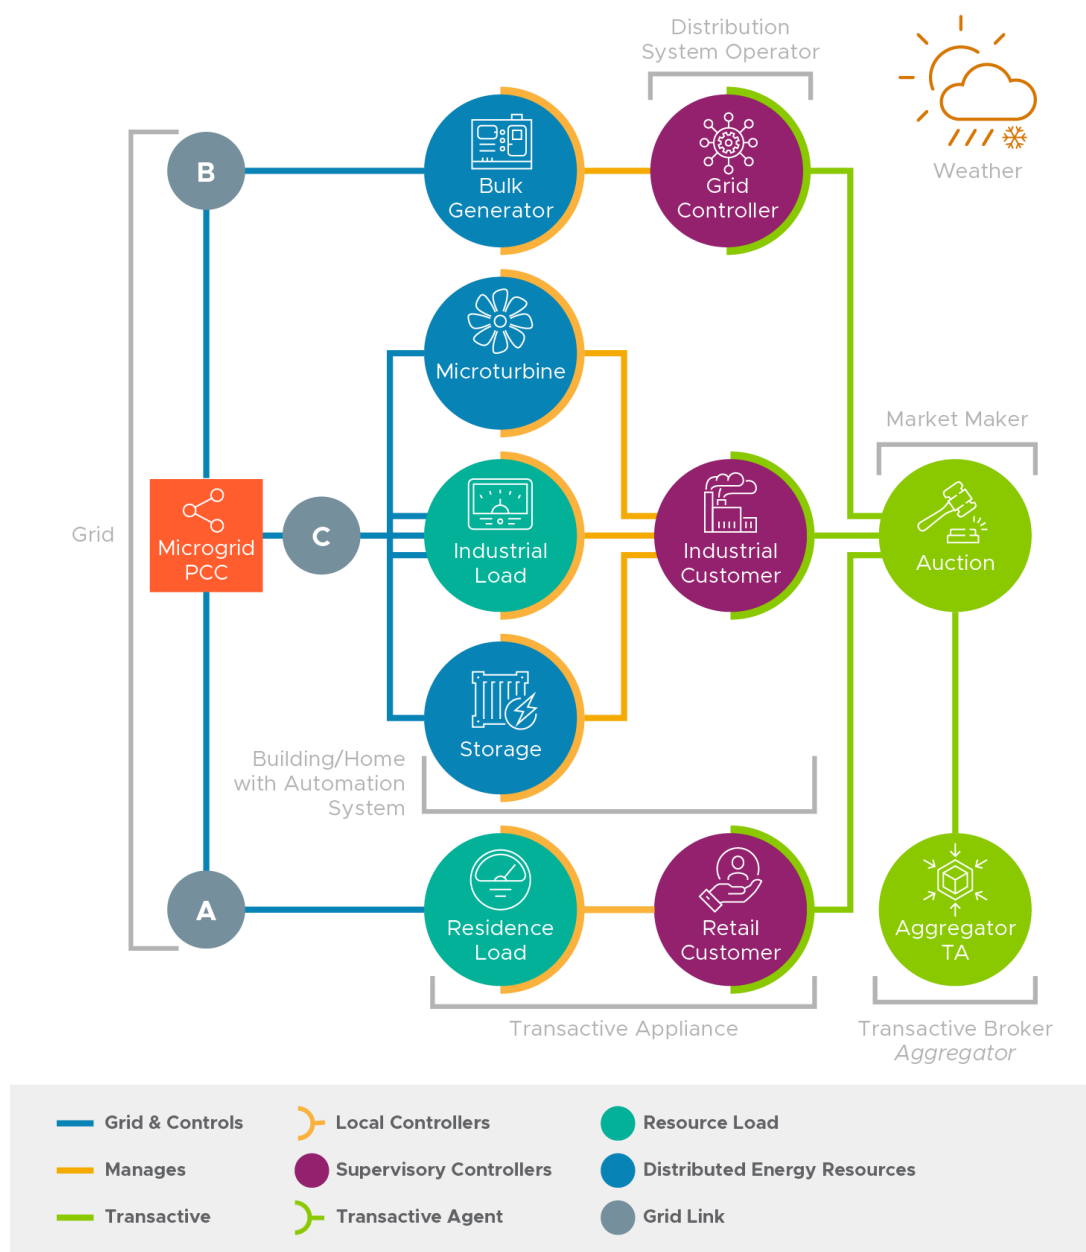 Distribution
System Operator
Weather
B
Bulk
Generator
Grid
Controller
Microturbine
Market Maker
Grid
Microgrid
PCC
C
Industrial
Load
Industrial
Customer
Auction
Storage
Building/Home
with Automation
System
A
Residence
Load
Retail
Customer
Aggregator
TA
Transactive Appliance
Transactive Broker
Aggregator
Grid & Controls
Local Controllers
Resource Load
Manages
Supervisory Controllers
Distributed Energy Resources
Transactive
Transactive Agent
Grid Link